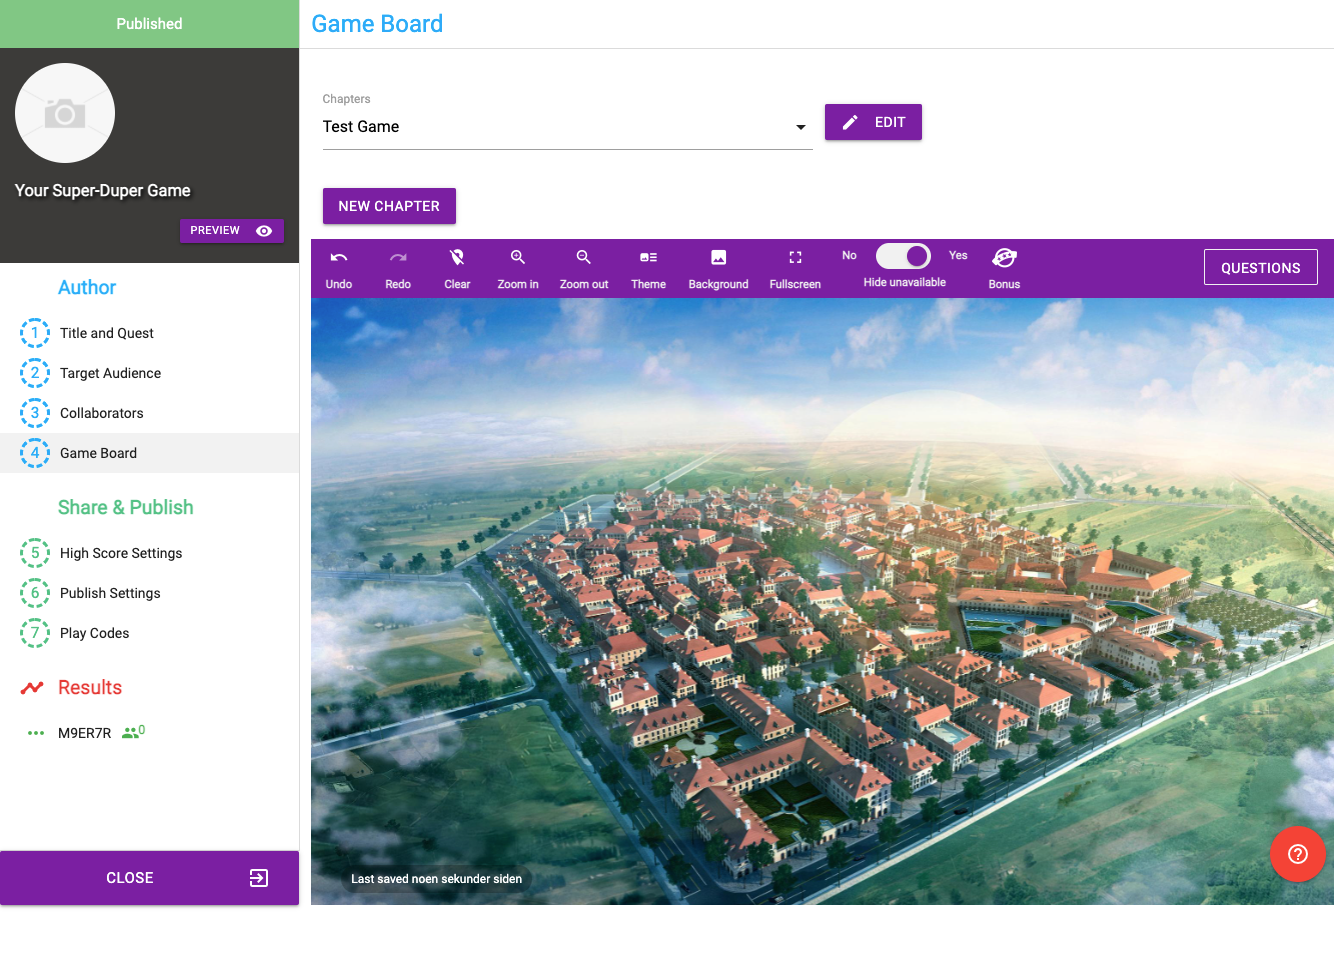 Published
Your Super-Duper Game
PREVIEW
Author
1 Title and Quest
2 Target Audience
3 Collaborators
4 Game Board
Share & Publish
5 High Score Settings
6 Publish Settings
7 Play Codes
Results
M9ER7R 0
CLOSE
Game Board
Chapters
Test Game
EDIT
NEW CHAPTER
Undo Redo Clear Zoom in Zoom out Theme Background Fullscreen No Yes Hide unavailable Bonus QUESTIONS
Last saved noen sekunder siden